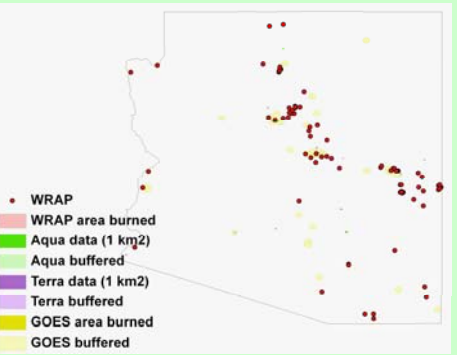 WRAP
WRAP area burned
Aqua data (1 km2)
Aqua buffered
Terra data (1 km2)
Terra buffered
GOES area burned
GOES buffered